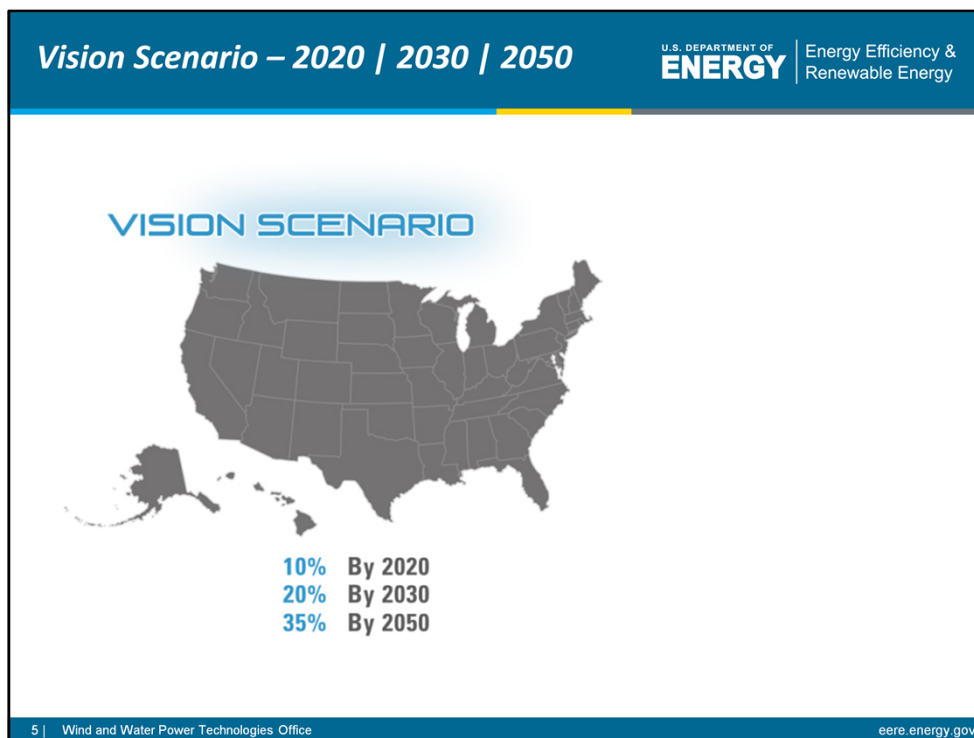 Vision Scenario – 2020 | 2030 | 2050
U.S. DEPARTMENT OF
ENERGY
Energy Efficiency &
Renewable Energy
VISION SCENARIO
10% By 2020
20% By 2030
35% By 2050
5 | Wind and Water Power Technologies Office
eere.energy.gov